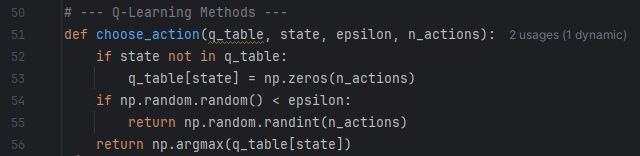 50 # --- Q-Learning Methods ---
51 def choose_action(q_table, state, epsilon, n_actions): 2 usages (1 dynamic)
52     if state not in q_table:
53         q_table[state] = np.zeros(n_actions)
54     if np.random.random() < epsilon:
55         return np.random.randint(n_actions)
56     return np.argmax(q_table[state])